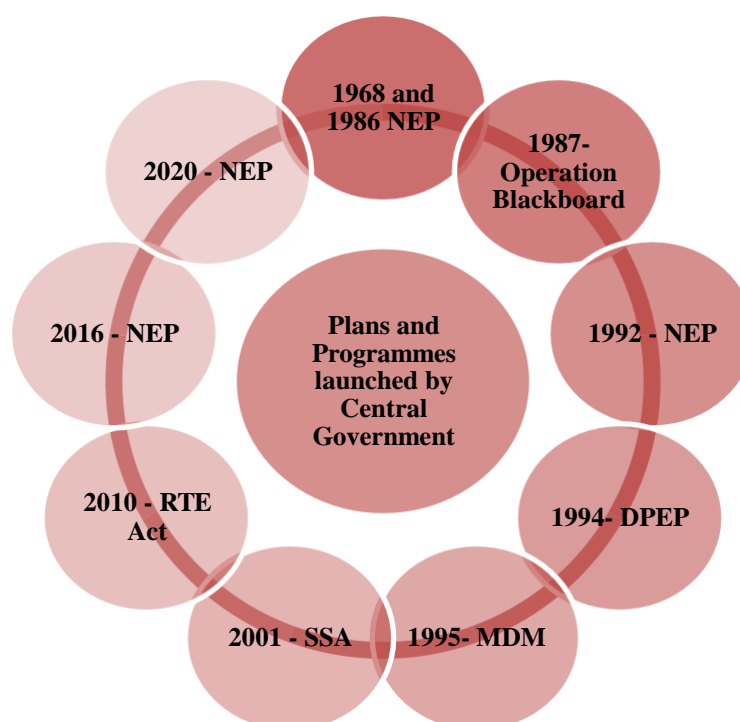 1968 and
1986 NEP
1987-
Operation
Blackboard
1992 - NEP
1994- DPEP
1995- MDM
2001 - SSA
2010 - RTE
Act
2016 - NEP
2020 - NEP
Plans and
Programmes
launched by
Central
Government